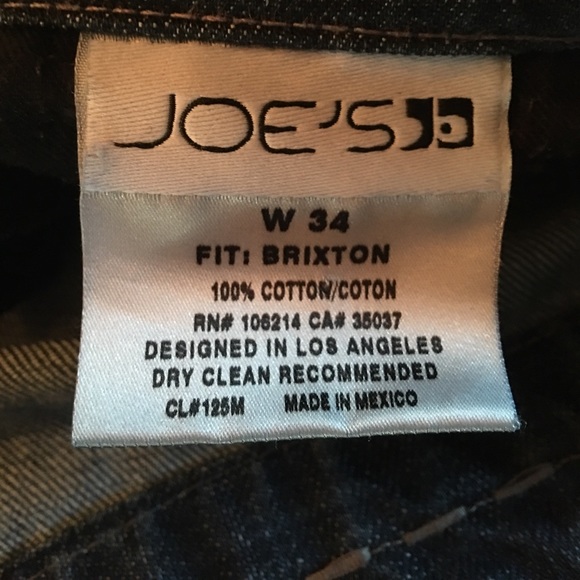 JOE'S
W 34
FIT: BRIXTON
100% COTTON/COTON
RN# 106214 CA# 35037
DESIGNED IN LOS ANGELES
DRY CLEAN RECOMMENDED
CL#125M MADE IN MEXICO